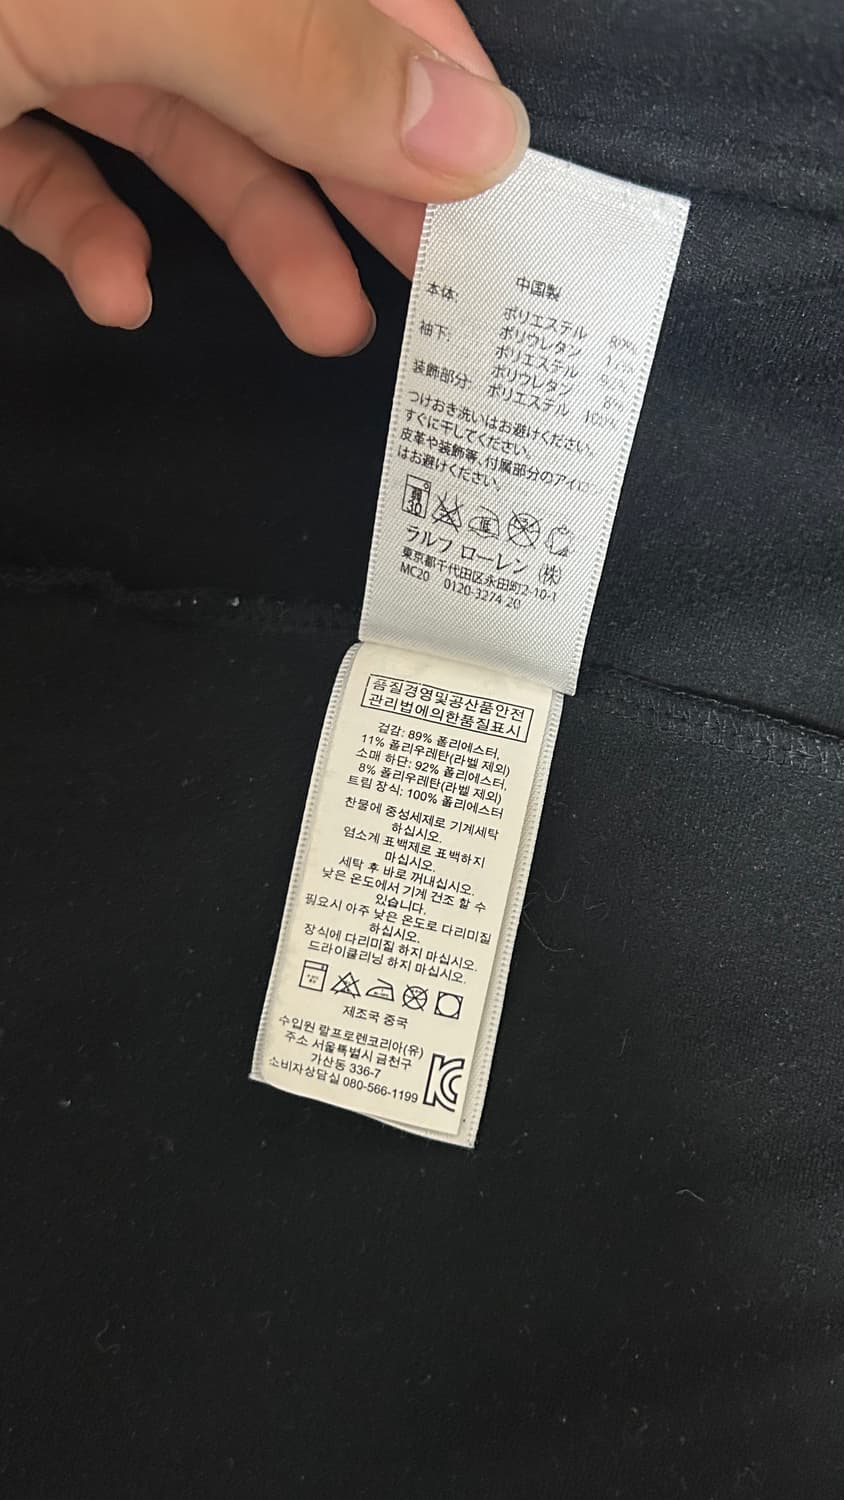 中国製
本体: ポリエステル 89%
ポリウレタン 11%
袖下: ポリエステル 92%
ポリウレタン 8%
装飾部分: ポリエステル 100%
つけおき洗いはお避けください。
すぐに干してください。
皮革や装飾等、付属部分のアイロン
はお避けください。
弱
30
低
ラルフ ローレン (株)
東京都千代田区永田町2-10-1
MC20 0120-3274-20
품질경영및공산품안전
관리법에의한품질표시
겉감: 89% 폴리에스터,
11% 폴리우레탄(라벨 제외)
소매 하단: 92% 폴리에스터,
8% 폴리우레탄(라벨 제외)
트림 장식: 100% 폴리에스터
찬물에 중성세제로 기계세탁
하십시오.
염소계 표백제로 표백하지
마십시오.
세탁 후 바로 꺼내십시오.
낮은 온도에서 기계 건조 할 수
있습니다.
필요시 아주 낮은 온도로 다리미질
하십시오.
장식에 다리미질 하지 마십시오.
드라이클리닝 하지 마십시오.
제조국 중국
수입원 랄프로렌코리아(유)
주소 서울특별시 금천구
가산동 336-7
소비자상담실 080-566-1199